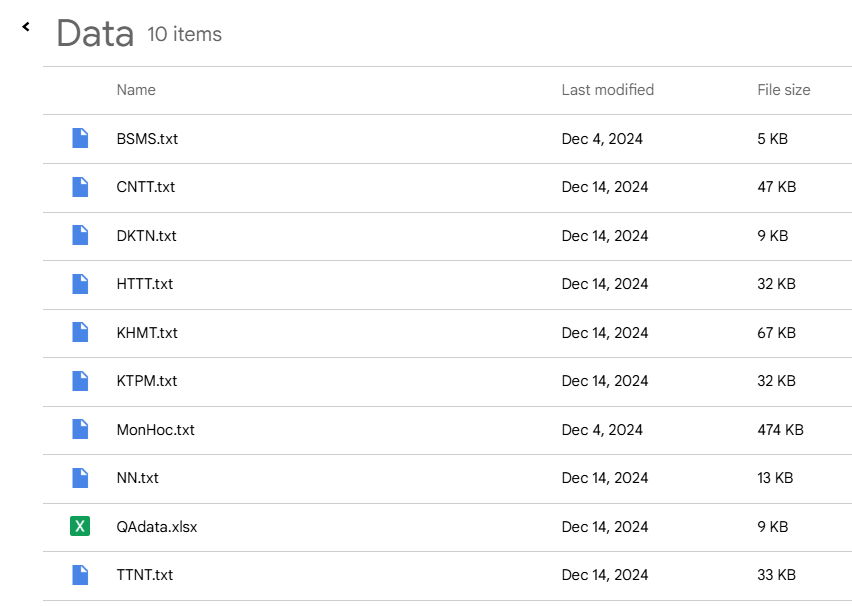 Data 10 items
Name Last modified File size
BSMS.txt Dec 4, 2024 5 KB
CNTT.txt Dec 14, 2024 47 KB
DKTN.txt Dec 14, 2024 9 KB
HTTT.txt Dec 14, 2024 32 KB
KHMT.txt Dec 14, 2024 67 KB
KTPM.txt Dec 14, 2024 32 KB
MonHoc.txt Dec 4, 2024 474 KB
NN.txt Dec 14, 2024 13 KB
X QAdata.xlsx Dec 14, 2024 9 KB
TTNT.txt Dec 14, 2024 33 KB